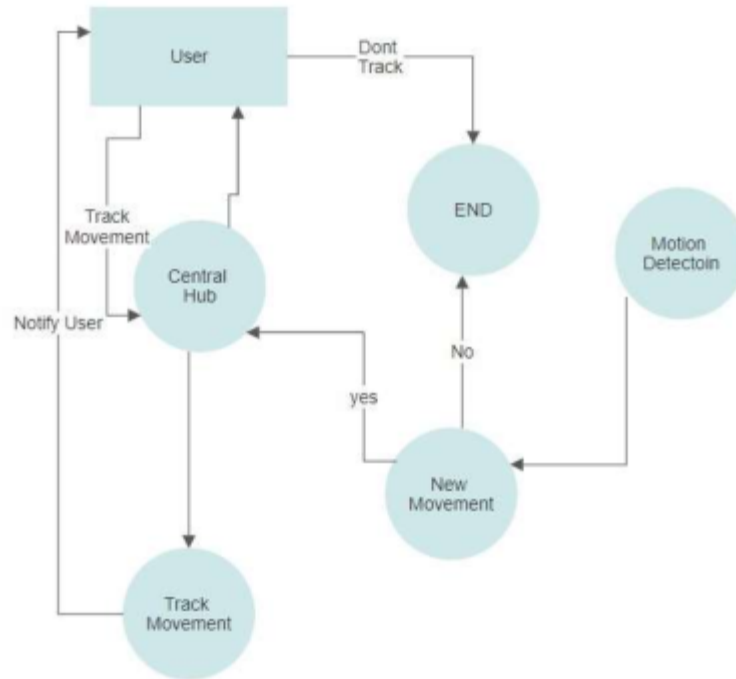 User
Dont
Track
END
Motion
Detectoin
Track
Movement
Central
Hub
Notify User
No
yes
New
Movement
Track
Movement